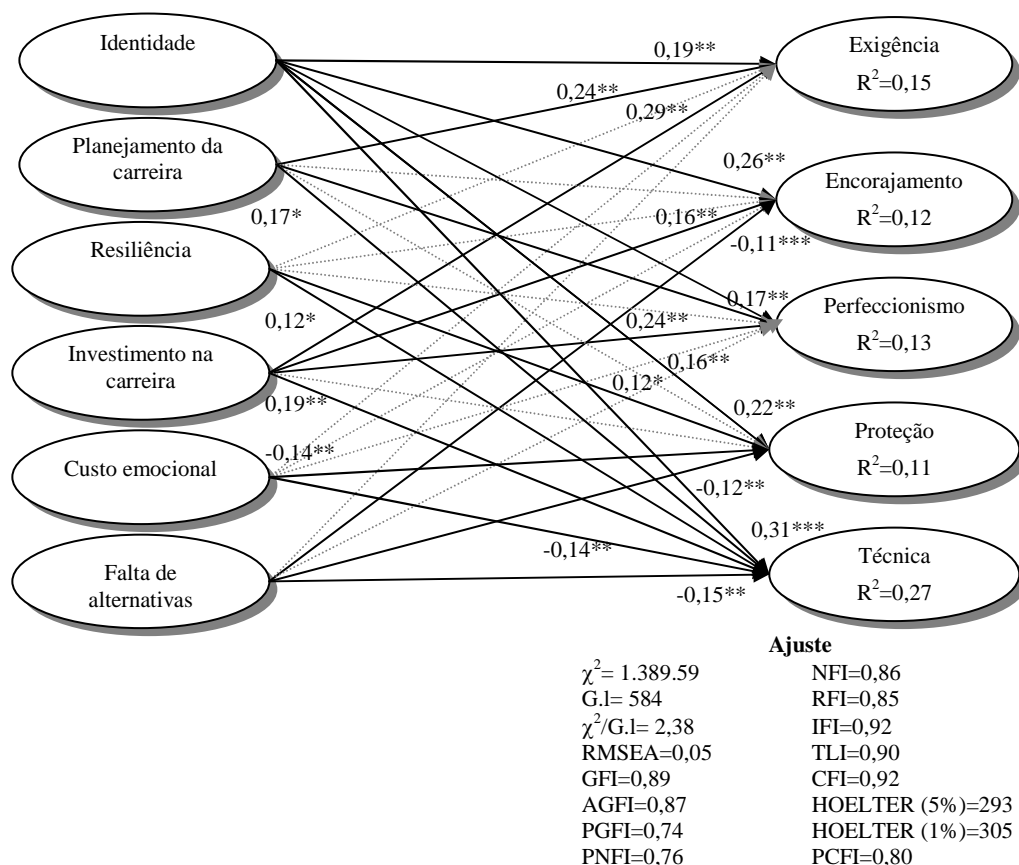 Identidade
Planejamento da
carreira
Resiliência
Investimento na
carreira
Custo emocional
Falta de
alternativas
0,19**
0,24**
0,29**
0,26**
0,17*
0,16**
-0,11***
0,17**
0,12*
0,24**
0,16**
0,12*
0,19**
0,22**
-0,14**
-0,12**
0,31***
-0,14**
-0,15**
Exigência
R²=0,15
Encorajamento
R²=0,12
Perfeccionismo
R²=0,13
Proteção
R²=0,11
Técnica
R²=0,27
Ajuste
χ²= 1.389.59
G.l= 584
χ²/G.l= 2,38
RMSEA=0,05
GFI=0,89
AGFI=0,87
PGFI=0,74
PNFI=0,76
NFI=0,86
RFI=0,85
IFI=0,92
TLI=0,90
CFI=0,92
HOELTER (5%)=293
HOELTER (1%)=305
PCFI=0,80